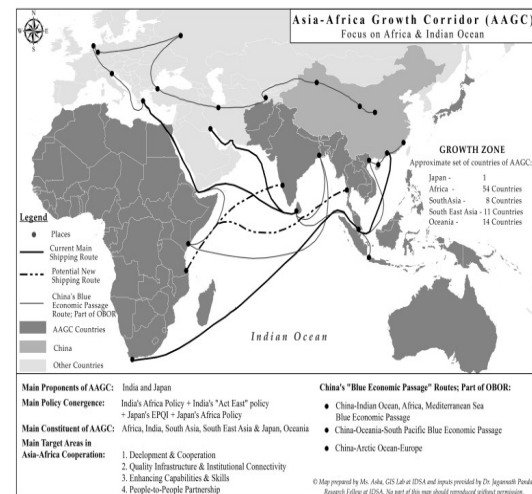 N
W E
S
Asia-Africa Growth Corridor (AAGC)
Focus on Africa & Indian Ocean
GROWTH ZONE
Approximate set of countries of AAGC:
Japan - 1
Africa - 54 Countries
SouthAsia - 8 Countries
South East Asia - 11 Countries
Oceania - 14 Countries
Legend
Places
Current Main
Shipping Route
Potential New
Shipping Route
China's Blue
Economic Passage
Route; Part of OBOR
AAGC Countries
China
Other Countries
Indian Ocean
Main Proponents of AAGC: India and Japan
Main Policy Conergence: India's Africa Policy + India's "Act East" policy
+ Japan's EPQI + Japan's Africa Policy
Main Constituent of AAGC: Africa, India, South Asia, South East Asia & Japan, Oceania
Main Target Areas in
Asia-Africa Cooperation:
1. Devlopment & Cooperation
2. Quality Infrastructure & Institutional Connectivity
3. Enhancing Capabilities & Skills
4. People-to-People Partnership
China's "Blue Economic Passage" Routes; Part of OBOR:
China-Indian Ocean, Africa, Mediterranean Sea
Blue Economic Passage
China-Oceania-South Pacific Blue Economic Passage
China-Arctic Ocean-Europe
© Map prepared by Ms. Aska, GIS Lab at IDSA and inputs provided by Dr. Jagannath Panda,
Research Fellow at IDSA. No part of this should reproduced without permission